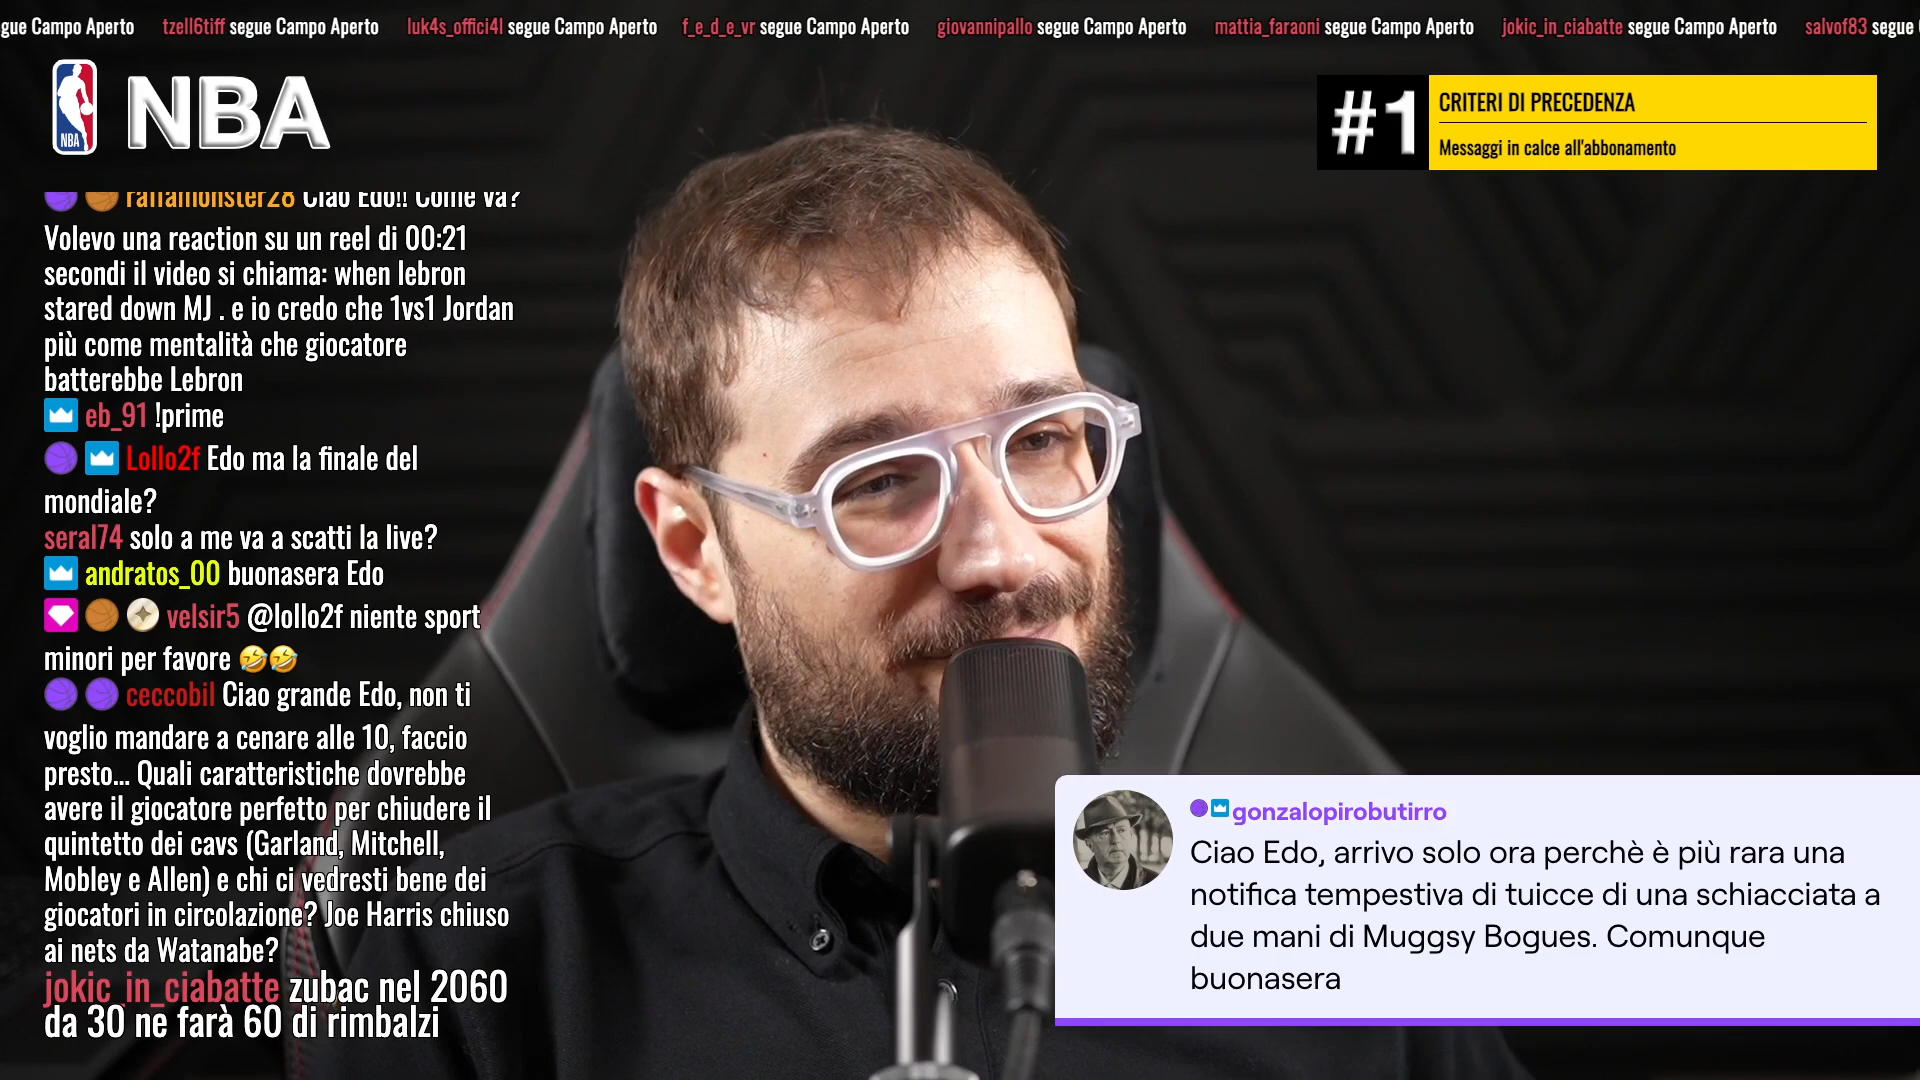 gue Campo Aperto tzell6tiff segue Campo Aperto luk4s_offici4l segue Campo Aperto f_e_d_e_vr segue Campo Aperto giovannipallo segue Campo Aperto mattia_faraoni segue Campo Aperto jokic_in_ciabatte segue Campo Aperto salvof83 segue
NBA NBA
#1 CRITERI DI PRECEDENZA
Messaggi in calce all'abbonamento
raffamonster28 Ciao Edo!! Come va?
Volevo una reaction su un reel di 00:21
secondi il video si chiama: when lebron
stared down MJ . e io credo che 1vs1 Jordan
più come mentalità che giocatore
batterebbe Lebron
eb_91 !prime
Lollo2f Edo ma la finale del
mondiale?
seral74 solo a me va a scatti la live?
andratos_00 buonasera Edo
velsir5 @lollo2f niente sport
minori per favore 🤣🤣
ceccobil Ciao grande Edo, non ti
voglio mandare a cenare alle 10, faccio
presto... Quali caratteristiche dovrebbe
avere il giocatore perfetto per chiudere il
quintetto dei cavs (Garland, Mitchell,
Mobley e Allen) e chi ci vedresti bene dei
giocatori in circolazione? Joe Harris chiuso
ai nets da Watanabe?
jokic_in_ciabatte zubac nel 2060
da 30 ne farà 60 di rimbalzi
gonzalopirobutirro
Ciao Edo, arrivo solo ora perchè è più rara una
notifica tempestiva di tuicce di una schiacciata a
due mani di Muggsy Bogues. Comunque
buonasera